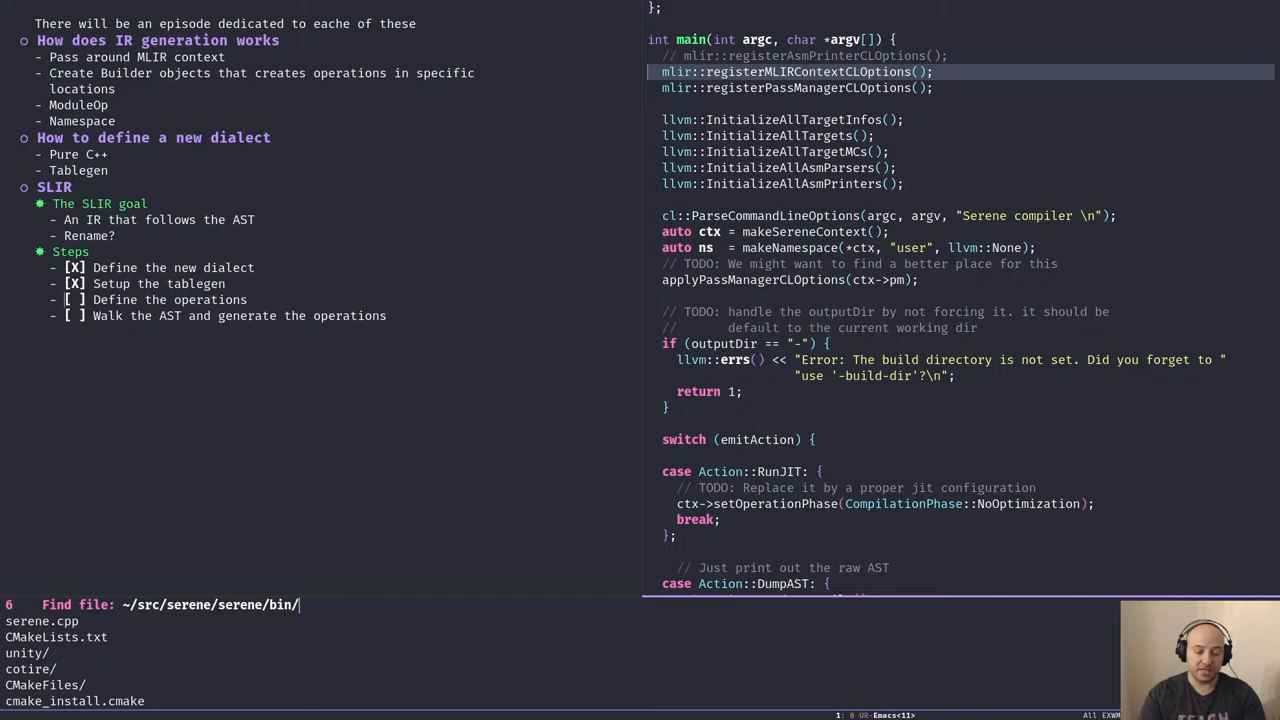 There will be an episode dedicated to eache of these
How does IR generation works
- Pass around MLIR context
- Create Builder objects that creates operations in specific
locations
- ModuleOp
- Namespace
How to define a new dialect
- Pure C++
- Tablegen
SLIR
The SLIR goal
- An IR that follows the AST
- Rename?
Steps
- [X] Define the new dialect
- [X] Setup the tablegen
- [ ] Define the operations
- [ ] Walk the AST and generate the operations
};
int main(int argc, char *argv[]) {
// mlir::registerAsmPrinterCLOptions();
mlir::registerMLIRContextCLOptions();
mlir::registerPassManagerCLOptions();
llvm::InitializeAllTargetInfos();
llvm::InitializeAllTargets();
llvm::InitializeAllTargetMCs();
llvm::InitializeAllAsmParsers();
llvm::InitializeAllAsmPrinters();
cl::ParseCommandLineOptions(argc, argv, "Serene compiler \n");
auto ctx = makeSereneContext();
auto ns  = makeNamespace(*ctx, "user", llvm::None);
// TODO: We might want to find a better place for this
applyPassManagerCLOptions(ctx->pm);
// TODO: handle the outputDir by not forcing it. it should be
//       default to the current working dir
if (outputDir == "-") {
llvm::errs() << "Error: The build directory is not set. Did you forget to "
"use '-build-dir'?\n";
return 1;
}
switch (emitAction) {
case Action::RunJIT: {
// TODO: Replace it by a proper jit configuration
ctx->setOperationPhase(CompilationPhase::NoOptimization);
break;
};
// Just print out the raw AST
case Action::DumpAST: {
6 Find file: ~/src/serene/serene/bin/
serene.cpp
CMakeLists.txt
unity/
cotire/
CMakeFiles/
cmake_install.cmake
1: 0 UR-Emacs<11>
All EXWM